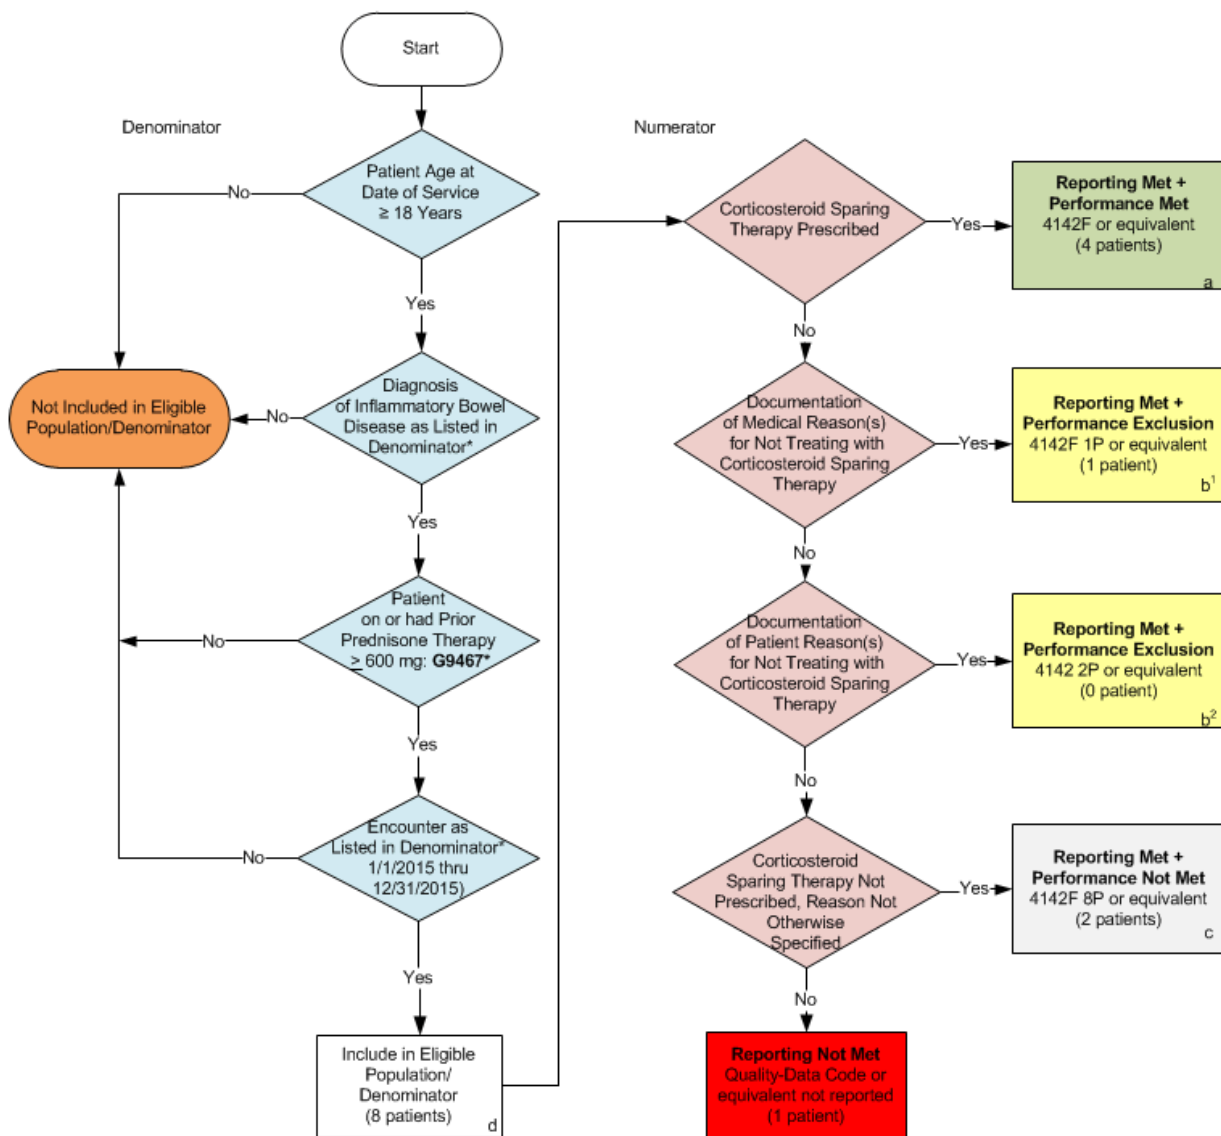 Start
Denominator
Patient Age at
Date of Service
≥ 18 Years
No
Yes
Diagnosis
of Inflammatory Bowel
Disease as Listed in
Denominator*
No
Not Included in Eligible
Population/Denominator
Yes
Patient
on or had Prior
Prednisone Therapy
≥ 600 mg: G9467*
No
Yes
Encounter as
Listed in Denominator*
1/1/2015 thru
12/31/2015)
No
Yes
Include in Eligible
Population/
Denominator
(8 patients)
d
Numerator
Corticosteroid Sparing
Therapy Prescribed
Yes
Reporting Met +
Performance Met
4142F or equivalent
(4 patients)
a
No
Documentation
of Medical Reason(s)
for Not Treating with
Corticosteroid Sparing
Therapy
Yes
Reporting Met +
Performance Exclusion
4142F 1P or equivalent
(1 patient)
b¹
No
Documentation
of Patient Reason(s)
for Not Treating with
Corticosteroid Sparing
Therapy
Yes
Reporting Met +
Performance Exclusion
4142 2P or equivalent
(0 patient)
b²
No
Corticosteroid
Sparing Therapy Not
Prescribed, Reason Not
Otherwise
Specified
Yes
Reporting Met +
Performance Not Met
4142F 8P or equivalent
(2 patients)
c
No
Reporting Not Met
Quality-Data Code or
equivalent not reported
(1 patient)